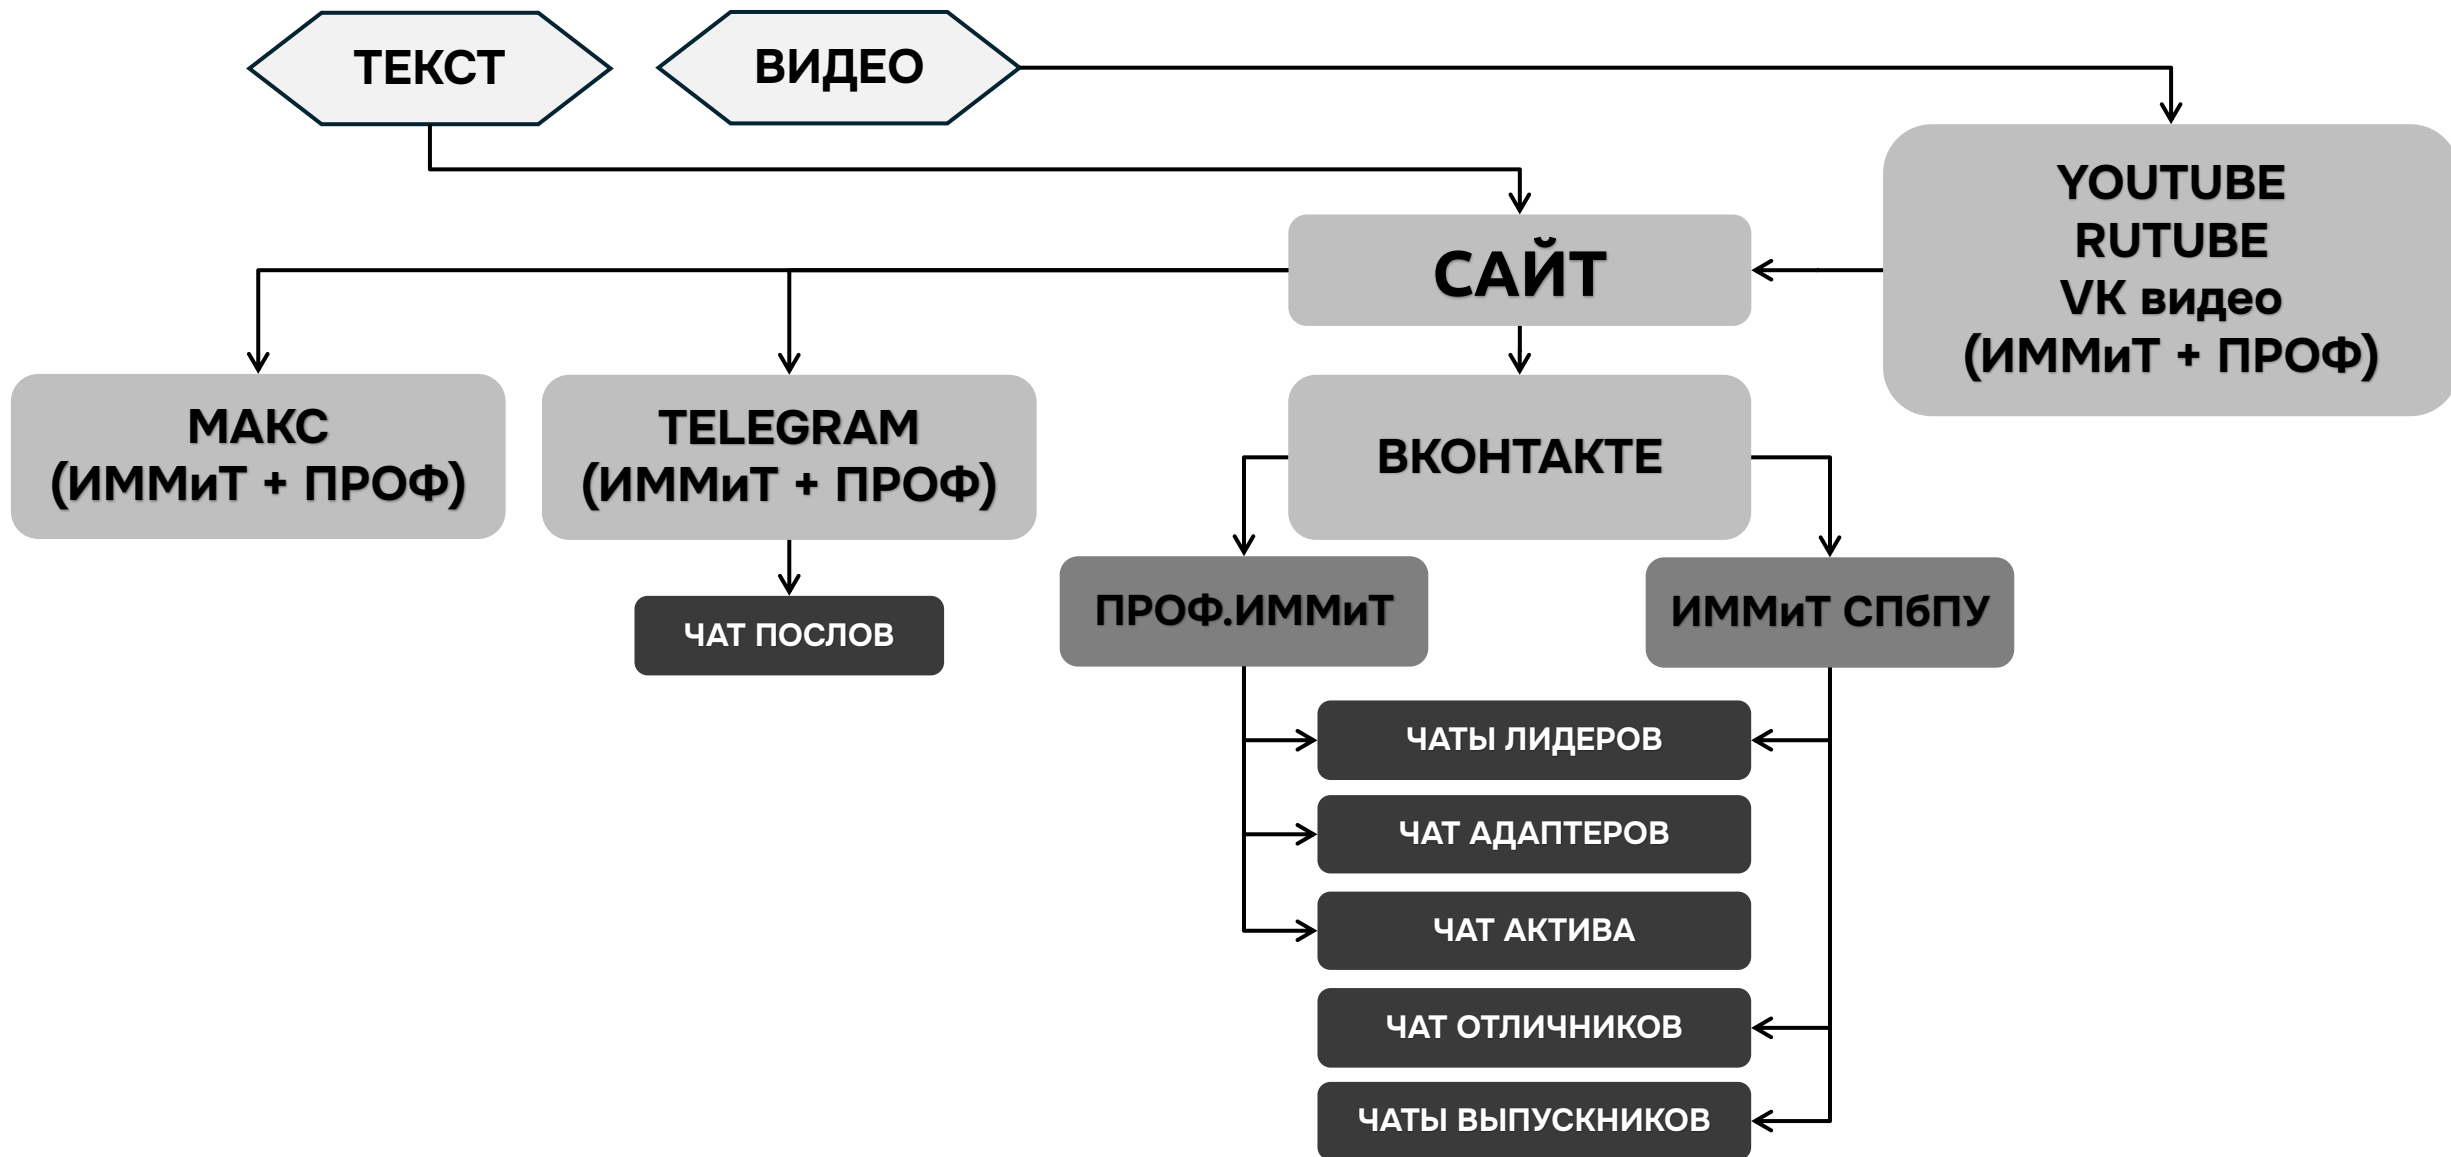 ТЕКСТ
ВИДЕО
YOUTUBE
RUTUBE
VK видео
(ИММиТ + ПРОФ)
САЙТ
МАКС
(ИММиТ + ПРОФ)
TELEGRAM
(ИММиТ + ПРОФ)
ВКОНТАКТЕ
ЧАТ ПОСЛОВ
ПРОФ.ИММиТ
ИММиТ СПбПУ
ЧАТЫ ЛИДЕРОВ
ЧАТ АДАПТЕРОВ
ЧАТ АКТИВА
ЧАТ ОТЛИЧНИКОВ
ЧАТЫ ВЫПУСКНИКОВ